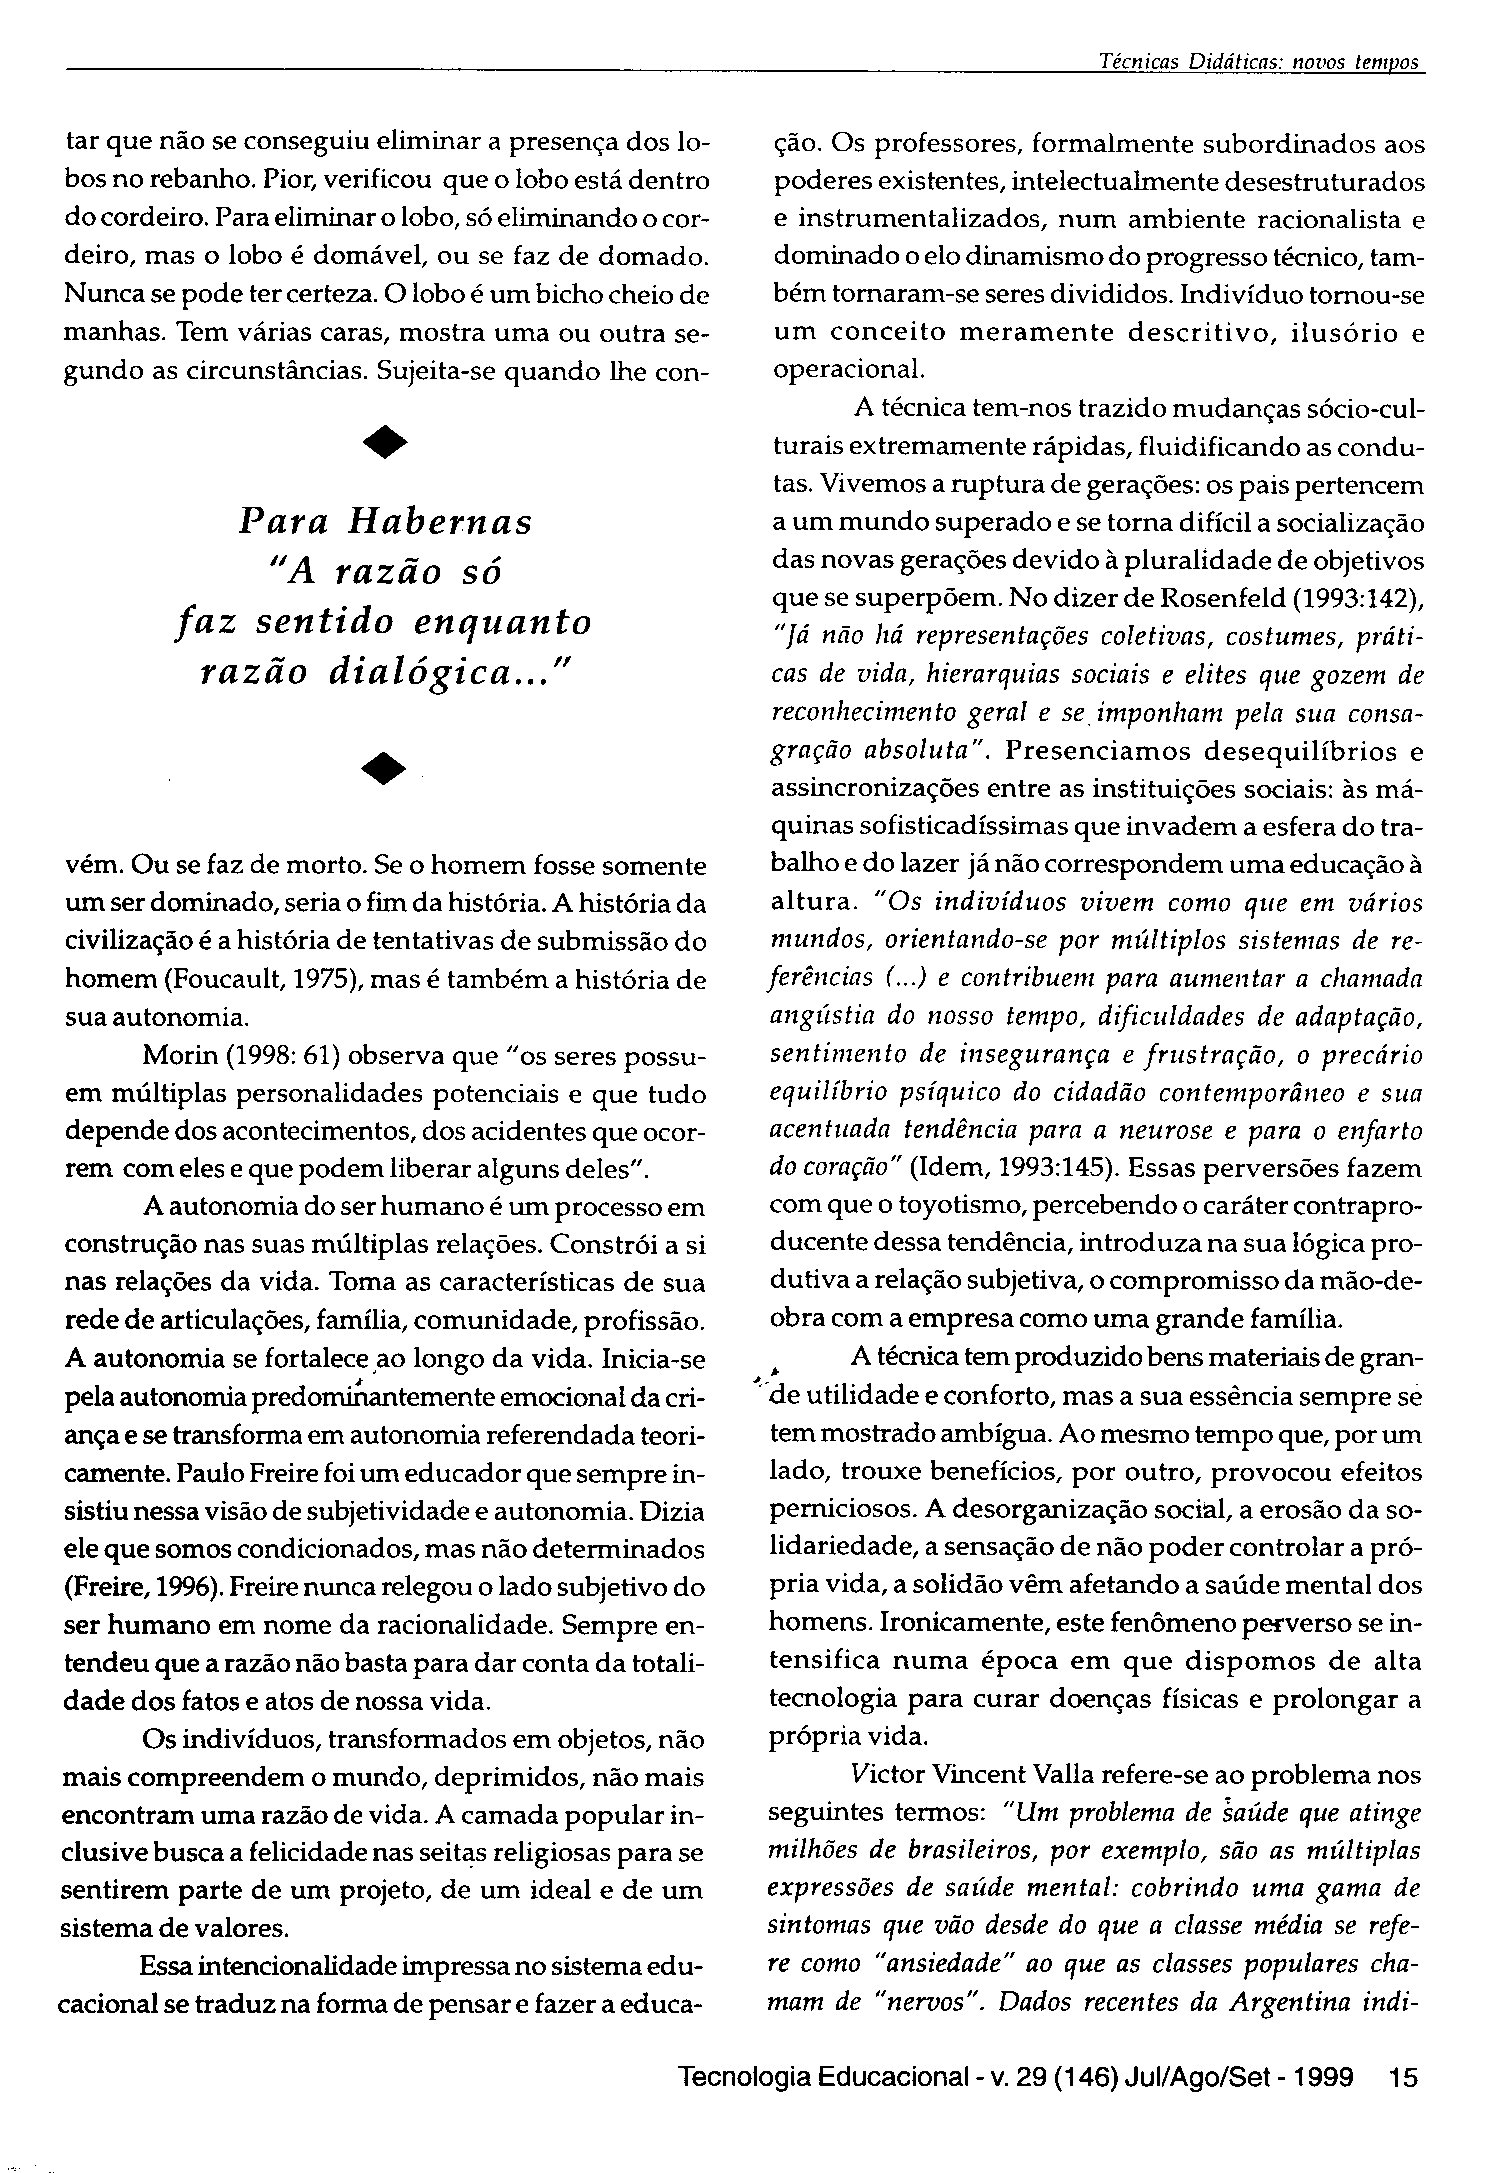 Técnicas Didáticas: novos tempos
tar que não se conseguiu eliminar a presença dos lo-
bos no rebanho. Pior, verificou que o lobo está dentro
do cordeiro. Para eliminar o lobo, só eliminando o cor-
deiro, mas o lobo é domável, ou se faz de domado.
Nunca se pode ter certeza. O lobo é um bicho cheio de
manhas. Tem várias caras, mostra uma ou outra se-
gundo as circunstâncias. Sujeita-se quando lhe con-
Para Habernas
"A razão só
faz sentido enquanto
razão dialógica..."
vém. Ou se faz de morto. Se o homem fosse somente
um ser dominado, seria o fim da história. A história da
civilização é a história de tentativas de submissão do
homem (Foucault, 1975), mas é também a história de
sua autonomia.
Morin (1998: 61) observa que "os seres possu-
em múltiplas personalidades potenciais e que tudo
depende dos acontecimentos, dos acidentes que ocor-
rem com eles e que podem liberar alguns deles".
A autonomia do ser humano é um processo em
construção nas suas múltiplas relações. Constrói a si
nas relações da vida. Toma as características de sua
rede de articulações, família, comunidade, profissão.
A autonomia se fortalece ao longo da vida. Inicia-se
pela autonomia predominantemente emocional da cri-
ança e se transforma em autonomia referendada teori-
camente. Paulo Freire foi um educador que sempre in-
sistiu nessa visão de subjetividade e autonomia. Dizia
ele que somos condicionados, mas não determinados
(Freire, 1996). Freire nunca relegou o lado subjetivo do
ser humano em nome da racionalidade. Sempre en-
tendeu que a razão não basta para dar conta da totali-
dade dos fatos e atos de nossa vida.
Os indivíduos, transformados em objetos, não
mais compreendem o mundo, deprimidos, não mais
encontram uma razão de vida. A camada popular in-
clusive busca a felicidade nas seitas religiosas para se
sentirem parte de um projeto, de um ideal e de um
sistema de valores.
Essa intencionalidade impressa no sistema edu-
cacional se traduz na forma de pensar e fazer a educa-
ção. Os professores, formalmente subordinados aos
poderes existentes, intelectualmente desestruturados
e instrumentalizados, num ambiente racionalista e
dominado o elo dinamismo do progresso técnico, tam-
bém tornaram-se seres divididos. Indivíduo tornou-se
um conceito meramente descritivo, ilusório e
operacional.
A técnica tem-nos trazido mudanças sócio-cul-
turais extremamente rápidas, fluidificando as condu-
tas. Vivemos a ruptura de gerações: os pais pertencem
a um mundo superado e se torna difícil a socialização
das novas gerações devido à pluralidade de objetivos
que se superpõem. No dizer de Rosenfeld (1993:142),
"Já não há representações coletivas, costumes, práti-
cas de vida, hierarquias sociais e elites que gozem de
reconhecimento geral e se imponham pela sua consa-
gração absoluta". Presenciamos desequilíbrios e
assincronizações entre as instituições sociais: às má-
quinas sofisticadíssimas que invadem a esfera do tra-
balho e do lazer já não correspondem uma educação à
altura. "Os indivíduos vivem como que em vários
mundos, orientando-se por múltiplos sistemas de re-
ferências (...) e contribuem para aumentar a chamada
angústia do nosso tempo, dificuldades de adaptação,
sentimento de insegurança e frustração, o precário
equilíbrio psíquico do cidadão contemporâneo e sua
acentuada tendência para a neurose e para o enfarto
do coração" (Idem, 1993:145). Essas perversões fazem
com que o toyotismo, percebendo o caráter contrapro-
ducente dessa tendência, introduza na sua lógica pro-
dutiva a relação subjetiva, o compromisso da mão-de-
obra com a empresa como uma grande família.
A técnica tem produzido bens materiais de gran-
de utilidade e conforto, mas a sua essência sempre se
tem mostrado ambígua. Ao mesmo tempo que, por um
lado, trouxe benefícios, por outro, provocou efeitos
perniciosos. A desorganização social, a erosão da so-
lidariedade, a sensação de não poder controlar a pró-
pria vida, a solidão vêm afetando a saúde mental dos
homens. Ironicamente, este fenômeno perverso se in-
tensifica numa época em que dispomos de alta
tecnologia para curar doenças físicas e prolongar a
própria vida.
Victor Vincent Valla refere-se ao problema nos
seguintes termos: "Um problema de saúde que atinge
milhões de brasileiros, por exemplo, são as múltiplas
expressões de saúde mental: cobrindo uma gama de
sintomas que vão desde do que a classe média se refe-
re como "ansiedade" ao que as classes populares cha-
mam de "nervos". Dados recentes da Argentina indi-
Tecnologia Educacional - v. 29 (146) Jul/Ago/Set - 1999 15